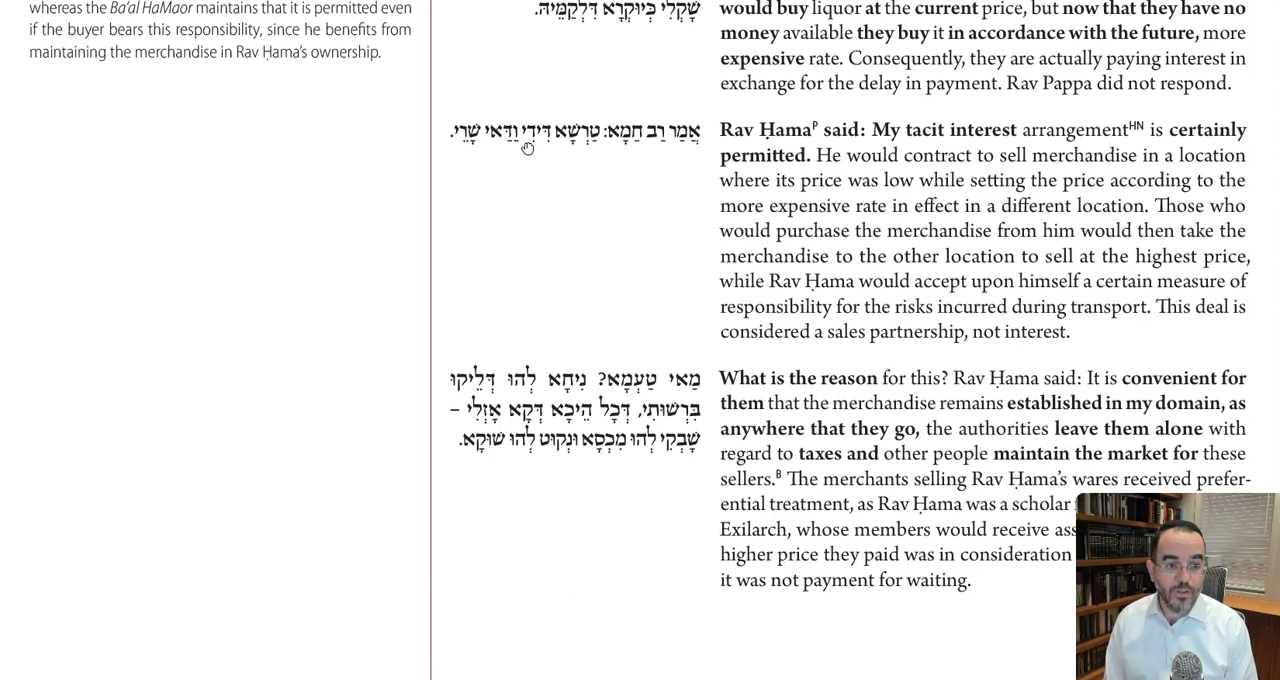 whereas the Ba'al HaMaor maintains that it is permitted even
if the buyer bears this responsibility, since he benefits from
maintaining the merchandise in Rav Ḥama's ownership.
שָׁקְלִי כְּיוּקְרָא דִּלְקַמֵּיהּ.
אֲמַר רַב חָמָא: טַרְשָׁא דִּידִי וַדַּאי שָׁרֵי.
מַאי טַעְמָא? נִיחָא לְהוּ דְּלֵיקוּ
בִּרְשׁוּתִי, דְּכָל הֵיכָא דְּקָא אָזְלִי –
שָׁבְקִי לְהוּ מִכְסָא וּנְקוּט לְהוּ שׁוּקָא.
would buy liquor at the current price, but now that they have no
money available they buy it in accordance with the future, more
expensive rate. Consequently, they are actually paying interest in
exchange for the delay in payment. Rav Pappa did not respond.
Rav Ḥamaᴾ said: My tacit interest arrangementᴴᴺ is certainly
permitted. He would contract to sell merchandise in a location
where its price was low while setting the price according to the
more expensive rate in effect in a different location. Those who
would purchase the merchandise from him would then take the
merchandise to the other location to sell at the highest price,
while Rav Ḥama would accept upon himself a certain measure of
responsibility for the risks incurred during transport. This deal is
considered a sales partnership, not interest.
What is the reason for this? Rav Ḥama said: It is convenient for
them that the merchandise remains established in my domain, as
anywhere that they go, the authorities leave them alone with
regard to taxes and other people maintain the market for these
sellers.ᴮ The merchants selling Rav Ḥama's wares received prefer-
ential treatment, as Rav Ḥama was a scholar
Exilarch, whose members would receive
higher price they paid was in consideration
it was not payment for waiting.